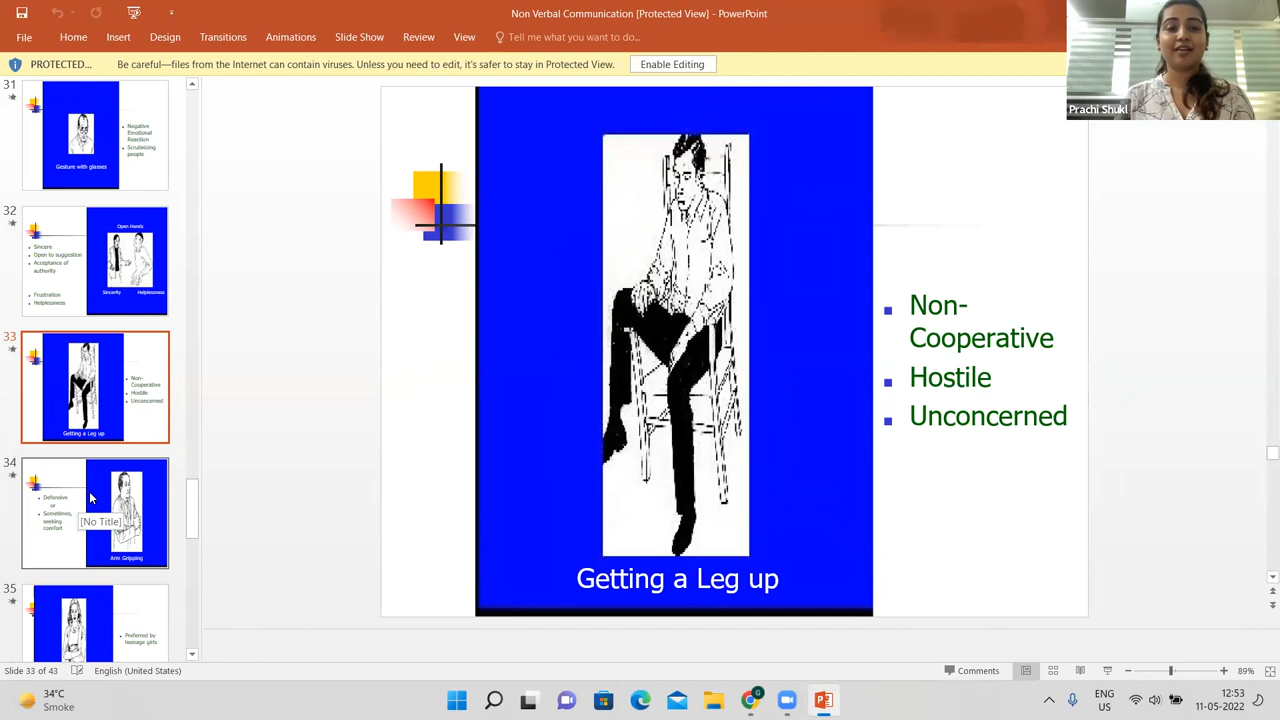 Non Verbal Communication [Protected View] - PowerPoint
File Home Insert Design Transitions Animations Slide Show Review View Tell me what you want to do...
PROTECTED... Be careful—files from the Internet can contain viruses. Unless you need to edit, it's safer to stay in Protected View. Enable Editing
Prachi Shukl
31
Negative
Emotional
Reaction
Scrutinizing
people
Gesture with glasses
32
Open Hands
Sincere
Open to suggestion
Acceptance of
authority
Frustration
Helplessness
Sincerity Helplessness
33
Non-
Cooperative
Hostile
Unconcerned
Getting a Leg up
34
Defensive
or
Sometimes,
seeking
comfort
[No Title]
Arm Gripping
35
Preferred by
teenage girls
Non-
Cooperative
Hostile
Unconcerned
Getting a Leg up
Slide 33 of 43 English (United States) Comments 89%
34°C
Smoke
ENG
US
12:53
11-05-2022